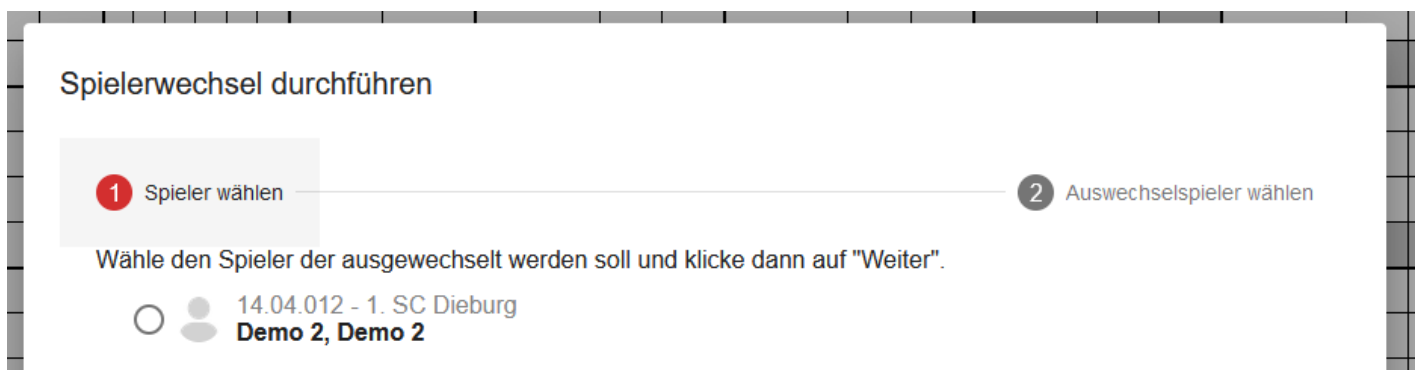 Spielerwechsel durchführen
1 Spieler wählen
2 Auswechselspieler wählen
Wähle den Spieler der ausgewechselt werden soll und klicke dann auf "Weiter".
14.04.012 - 1. SC Dieburg
Demo 2, Demo 2